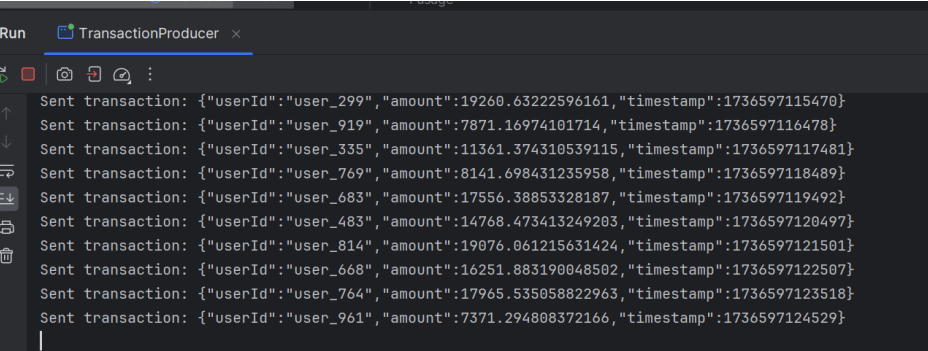 Run TransactionProducer
Sent transaction: {"userId":"user_299","amount":19260.63222596161,"timestamp":1736597115470}
Sent transaction: {"userId":"user_919","amount":7871.16974101714,"timestamp":1736597116478}
Sent transaction: {"userId":"user_335","amount":11361.374310539115,"timestamp":1736597117481}
Sent transaction: {"userId":"user_769","amount":8141.698431235958,"timestamp":1736597118489}
Sent transaction: {"userId":"user_683","amount":17556.38853328187,"timestamp":1736597119492}
Sent transaction: {"userId":"user_483","amount":14768.473413249203,"timestamp":1736597120497}
Sent transaction: {"userId":"user_814","amount":19076.061215631424,"timestamp":1736597121501}
Sent transaction: {"userId":"user_668","amount":16251.883190048502,"timestamp":1736597122507}
Sent transaction: {"userId":"user_764","amount":17965.535058822963,"timestamp":1736597123518}
Sent transaction: {"userId":"user_961","amount":7371.294808372166,"timestamp":1736597124529}